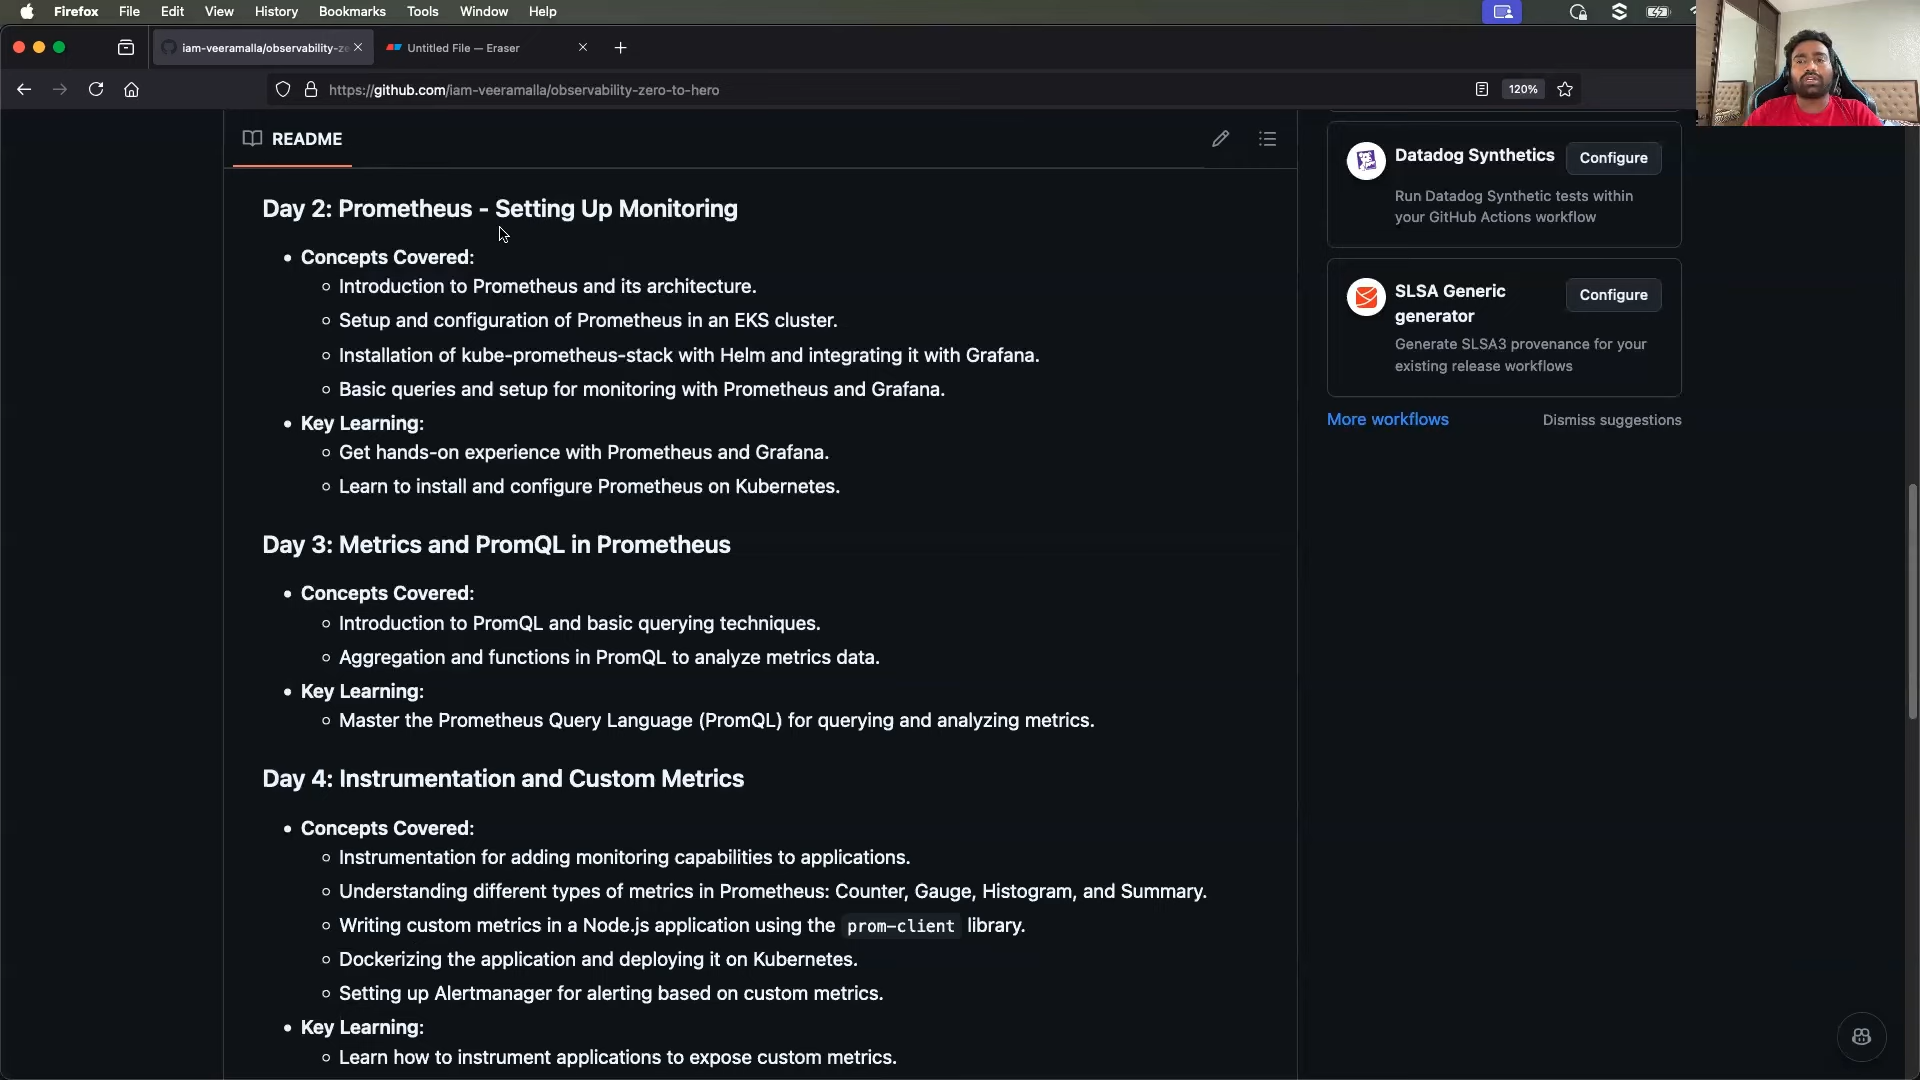 Firefox File Edit View History Bookmarks Tools Window Help
iam-veeramalla/observability-ze
Untitled File — Eraser
https://github.com/iam-veeramalla/observability-zero-to-hero
120%
README
Day 2: Prometheus - Setting Up Monitoring
Concepts Covered:
Introduction to Prometheus and its architecture.
Setup and configuration of Prometheus in an EKS cluster.
Installation of kube-prometheus-stack with Helm and integrating it with Grafana.
Basic queries and setup for monitoring with Prometheus and Grafana.
Key Learning:
Get hands-on experience with Prometheus and Grafana.
Learn to install and configure Prometheus on Kubernetes.
Day 3: Metrics and PromQL in Prometheus
Concepts Covered:
Introduction to PromQL and basic querying techniques.
Aggregation and functions in PromQL to analyze metrics data.
Key Learning:
Master the Prometheus Query Language (PromQL) for querying and analyzing metrics.
Day 4: Instrumentation and Custom Metrics
Concepts Covered:
Instrumentation for adding monitoring capabilities to applications.
Understanding different types of metrics in Prometheus: Counter, Gauge, Histogram, and Summary.
Writing custom metrics in a Node.js application using the prom-client library.
Dockerizing the application and deploying it on Kubernetes.
Setting up Alertmanager for alerting based on custom metrics.
Key Learning:
Learn how to instrument applications to expose custom metrics.
Datadog Synthetics
Configure
Run Datadog Synthetic tests within
your GitHub Actions workflow
SLSA Generic
generator
Configure
Generate SLSA3 provenance for your
existing release workflows
More workflows
Dismiss suggestions